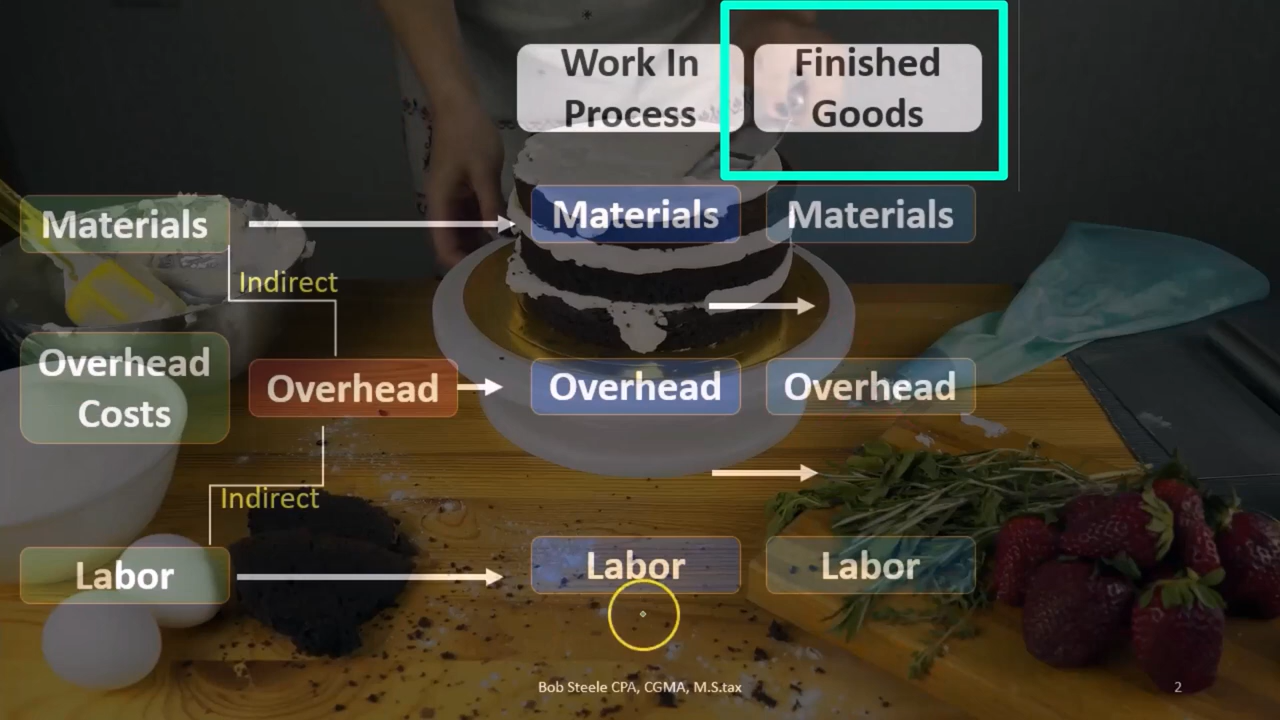 Work In
Process
Finished
Goods
Materials
Materials
Materials
Indirect
Overhead
Costs
Overhead
Overhead
Overhead
Indirect
Labor
Labor
Labor
Bob Steele CPA, CGMA, M.S.tax
2